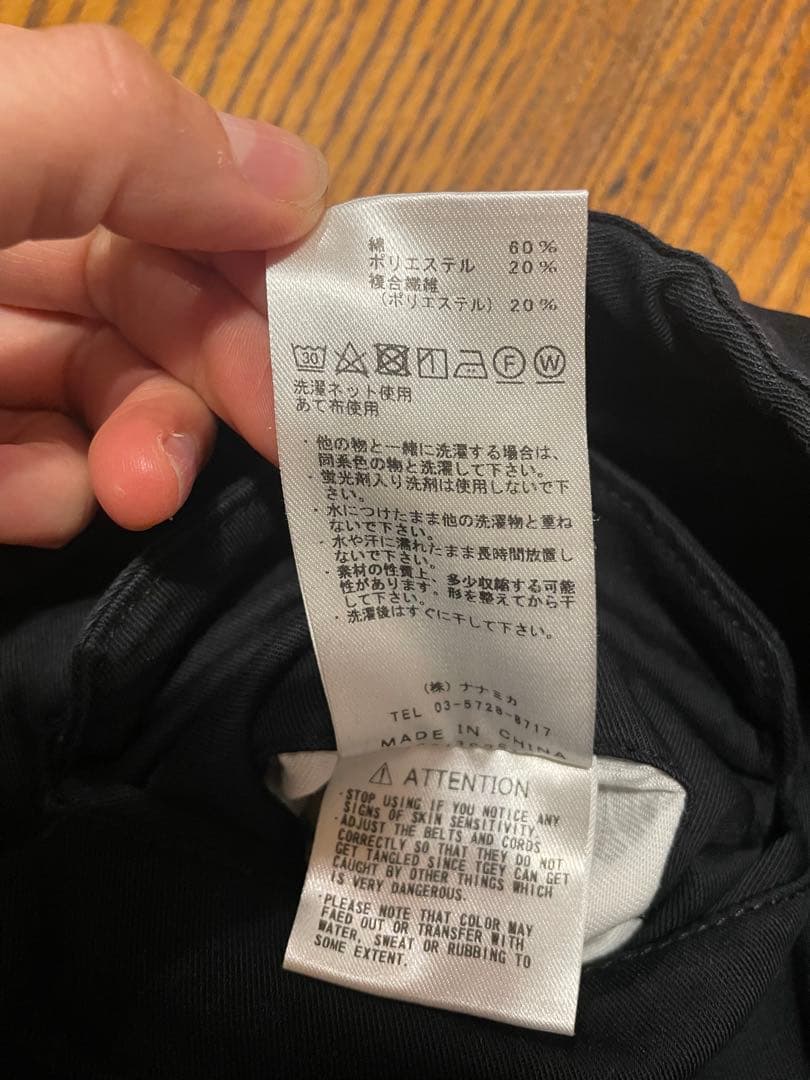 綿 60%
ポリエステル 20%
複合繊維
(ポリエステル) 20%
30 F W
洗濯ネット使用
あて布使用
・他の物と一緒に洗濯する場合は、
同系色の物と洗濯して下さい。
・蛍光剤入り洗剤は使用しないで下
さい。
・水につけたまま他の洗濯物と重ね
ないで下さい。
・水や汗に濡れたまま長時間放置し
ないで下さい。
・素材の性質上、多少収縮する可能
性があります。形を整えてから干
して下さい。
・洗濯後はすぐに干して下さい。
(株)ナナミカ
TEL 03-5728-8717
MADE IN CHINA
⚠ ATTENTION
・STOP USING IF YOU NOTICE ANY
SIGNS OF SKIN SENSITIVITY.
・ADJUST THE BELTS AND CORDS
CORRECTLY SO THAT THEY DO NOT
GET TANGLED SINCE TGEY CAN GET
CAUGHT BY OTHER THINGS WHICH
IS VERY DANGEROUS.
・PLEASE NOTE THAT COLOR MAY
FAED OUT OR TRANSFER WITH
WATER, SWEAT OR RUBBING TO
SOME EXTENT.